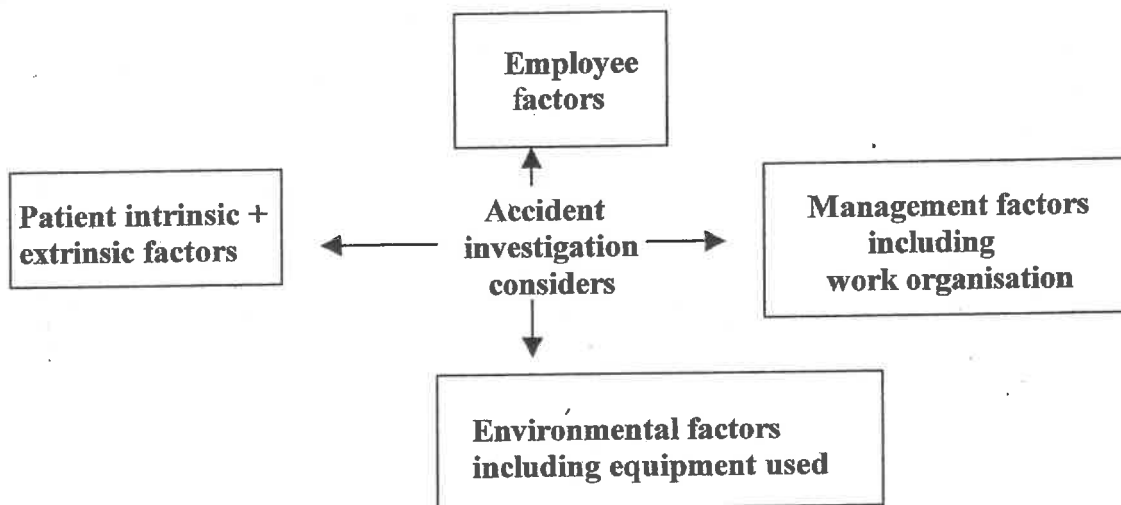 Employee
factors
Patient intrinsic +
extrinsic factors
Accident
investigation
considers
Management factors
including
work organisation
Environmental factors
including equipment used